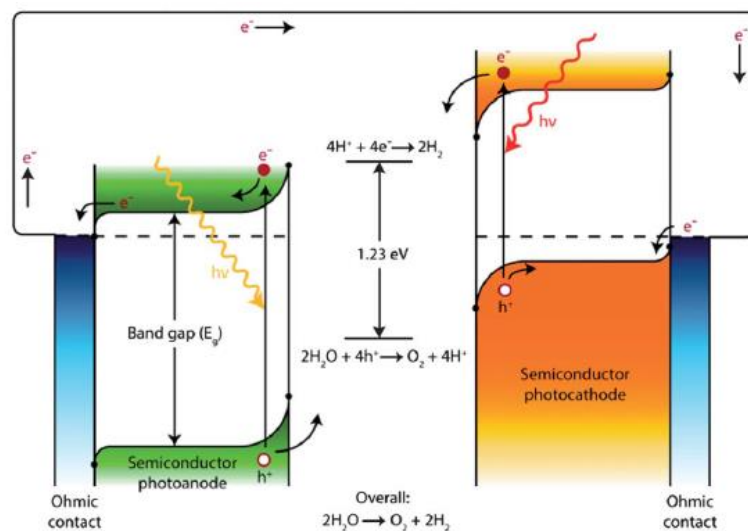 e⁻
e⁻
e⁻
hν
4H⁺ + 4e⁻ → 2H₂
e⁻
e⁻
e⁻
e⁻
1.23 eV
hν
h⁺
Band gap (E_g)
2H₂O + 4h⁺ → O₂ + 4H⁺
Semiconductor
photocathode
Semiconductor
photoanode
h⁺
Ohmic
contact
Overall:
2H₂O → O₂ + 2H₂
Ohmic
contact